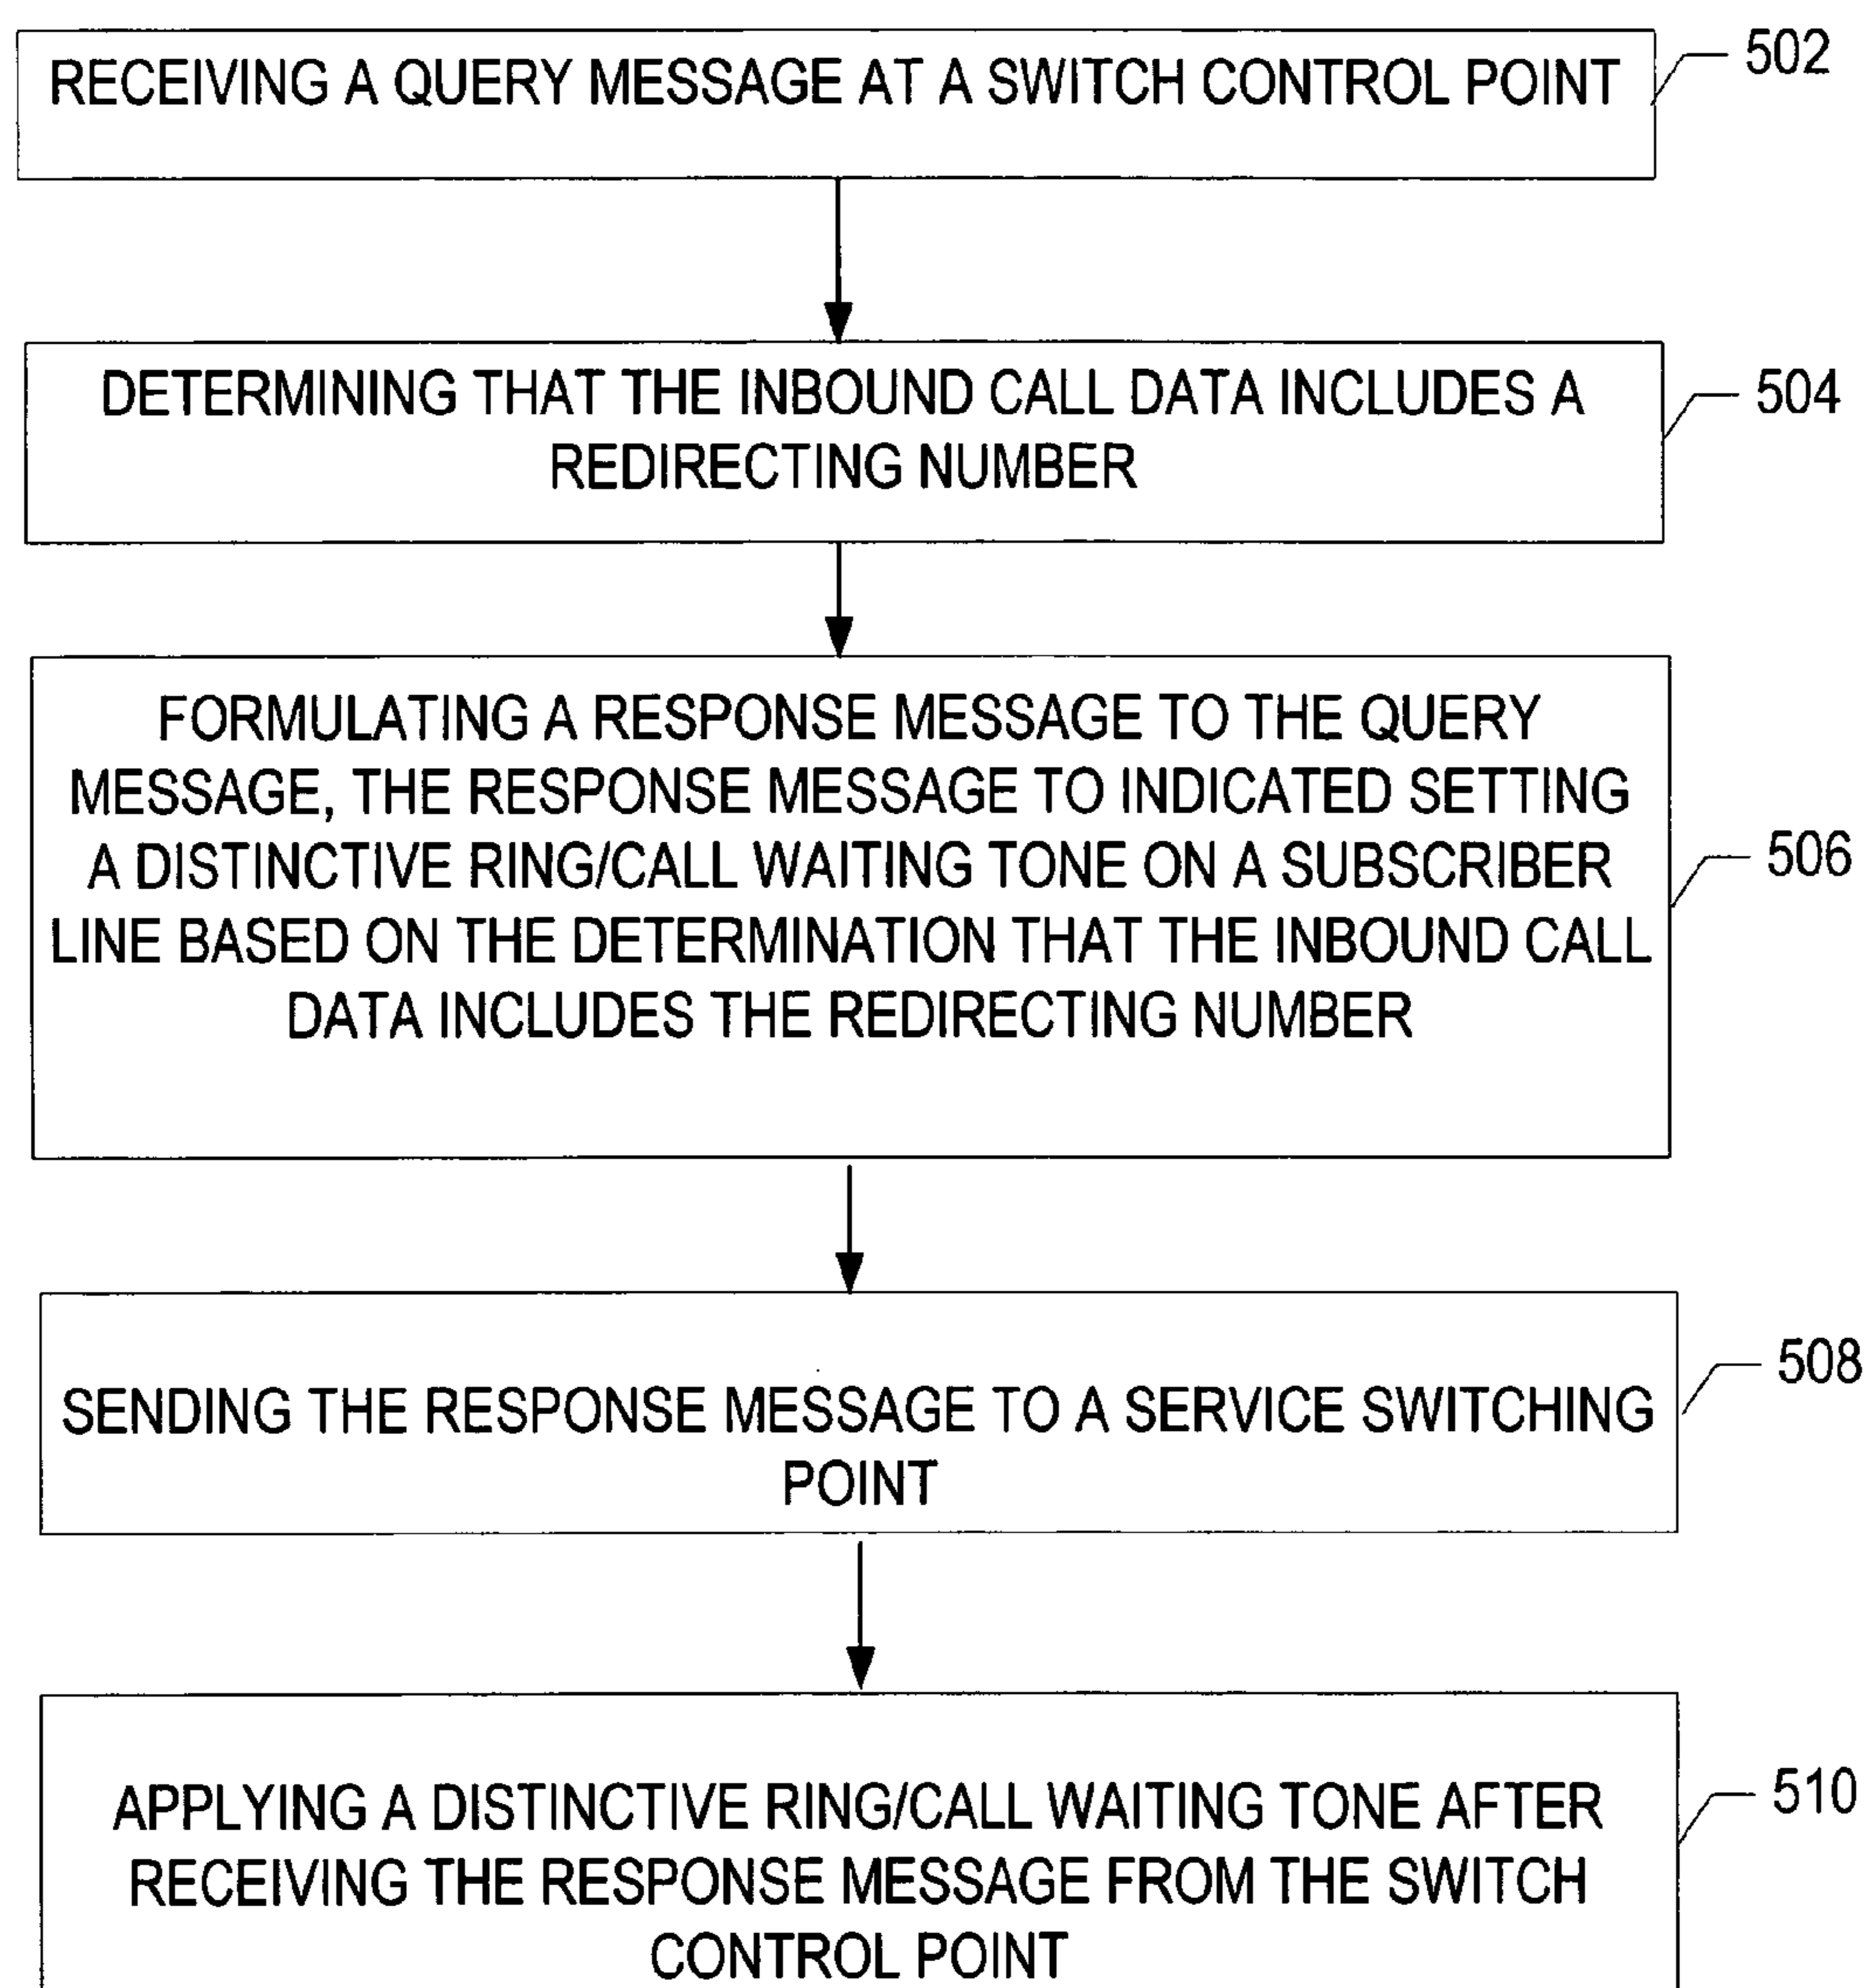 RECEIVING A QUERY MESSAGE AT A SWITCH CONTROL POINT
502
DETERMINING THAT THE INBOUND CALL DATA INCLUDES A
REDIRECTING NUMBER
504
FORMULATING A RESPONSE MESSAGE TO THE QUERY
MESSAGE, THE RESPONSE MESSAGE TO INDICATED SETTING
A DISTINCTIVE RING/CALL WAITING TONE ON A SUBSCRIBER
LINE BASED ON THE DETERMINATION THAT THE INBOUND CALL
DATA INCLUDES THE REDIRECTING NUMBER
506
SENDING THE RESPONSE MESSAGE TO A SERVICE SWITCHING
POINT
508
APPLYING A DISTINCTIVE RING/CALL WAITING TONE AFTER
RECEIVING THE RESPONSE MESSAGE FROM THE SWITCH
CONTROL POINT
510